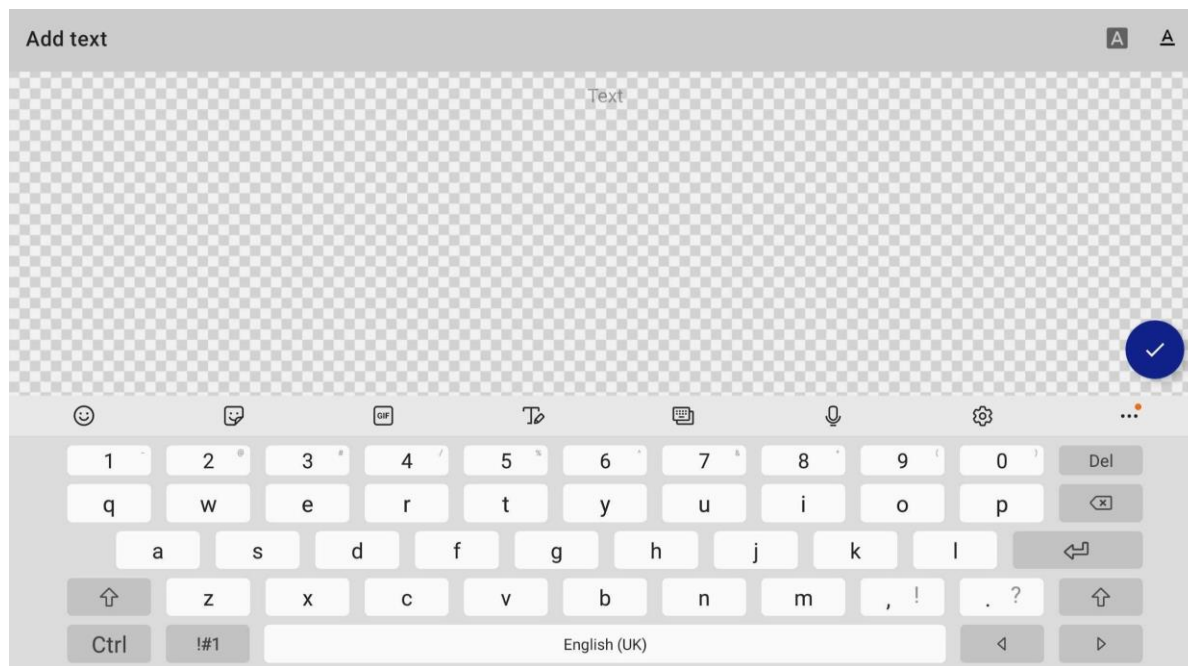 Add text A A
Text
GIF T ...
1 - 2 @ 3 # 4 / 5 % 6 ^ 7 & 8 * 9 ( 0 ) Del
q w e r t y u i o p
a s d f g h j k l
z x c v b n m , ! . ?
Ctrl !#1 English (UK)